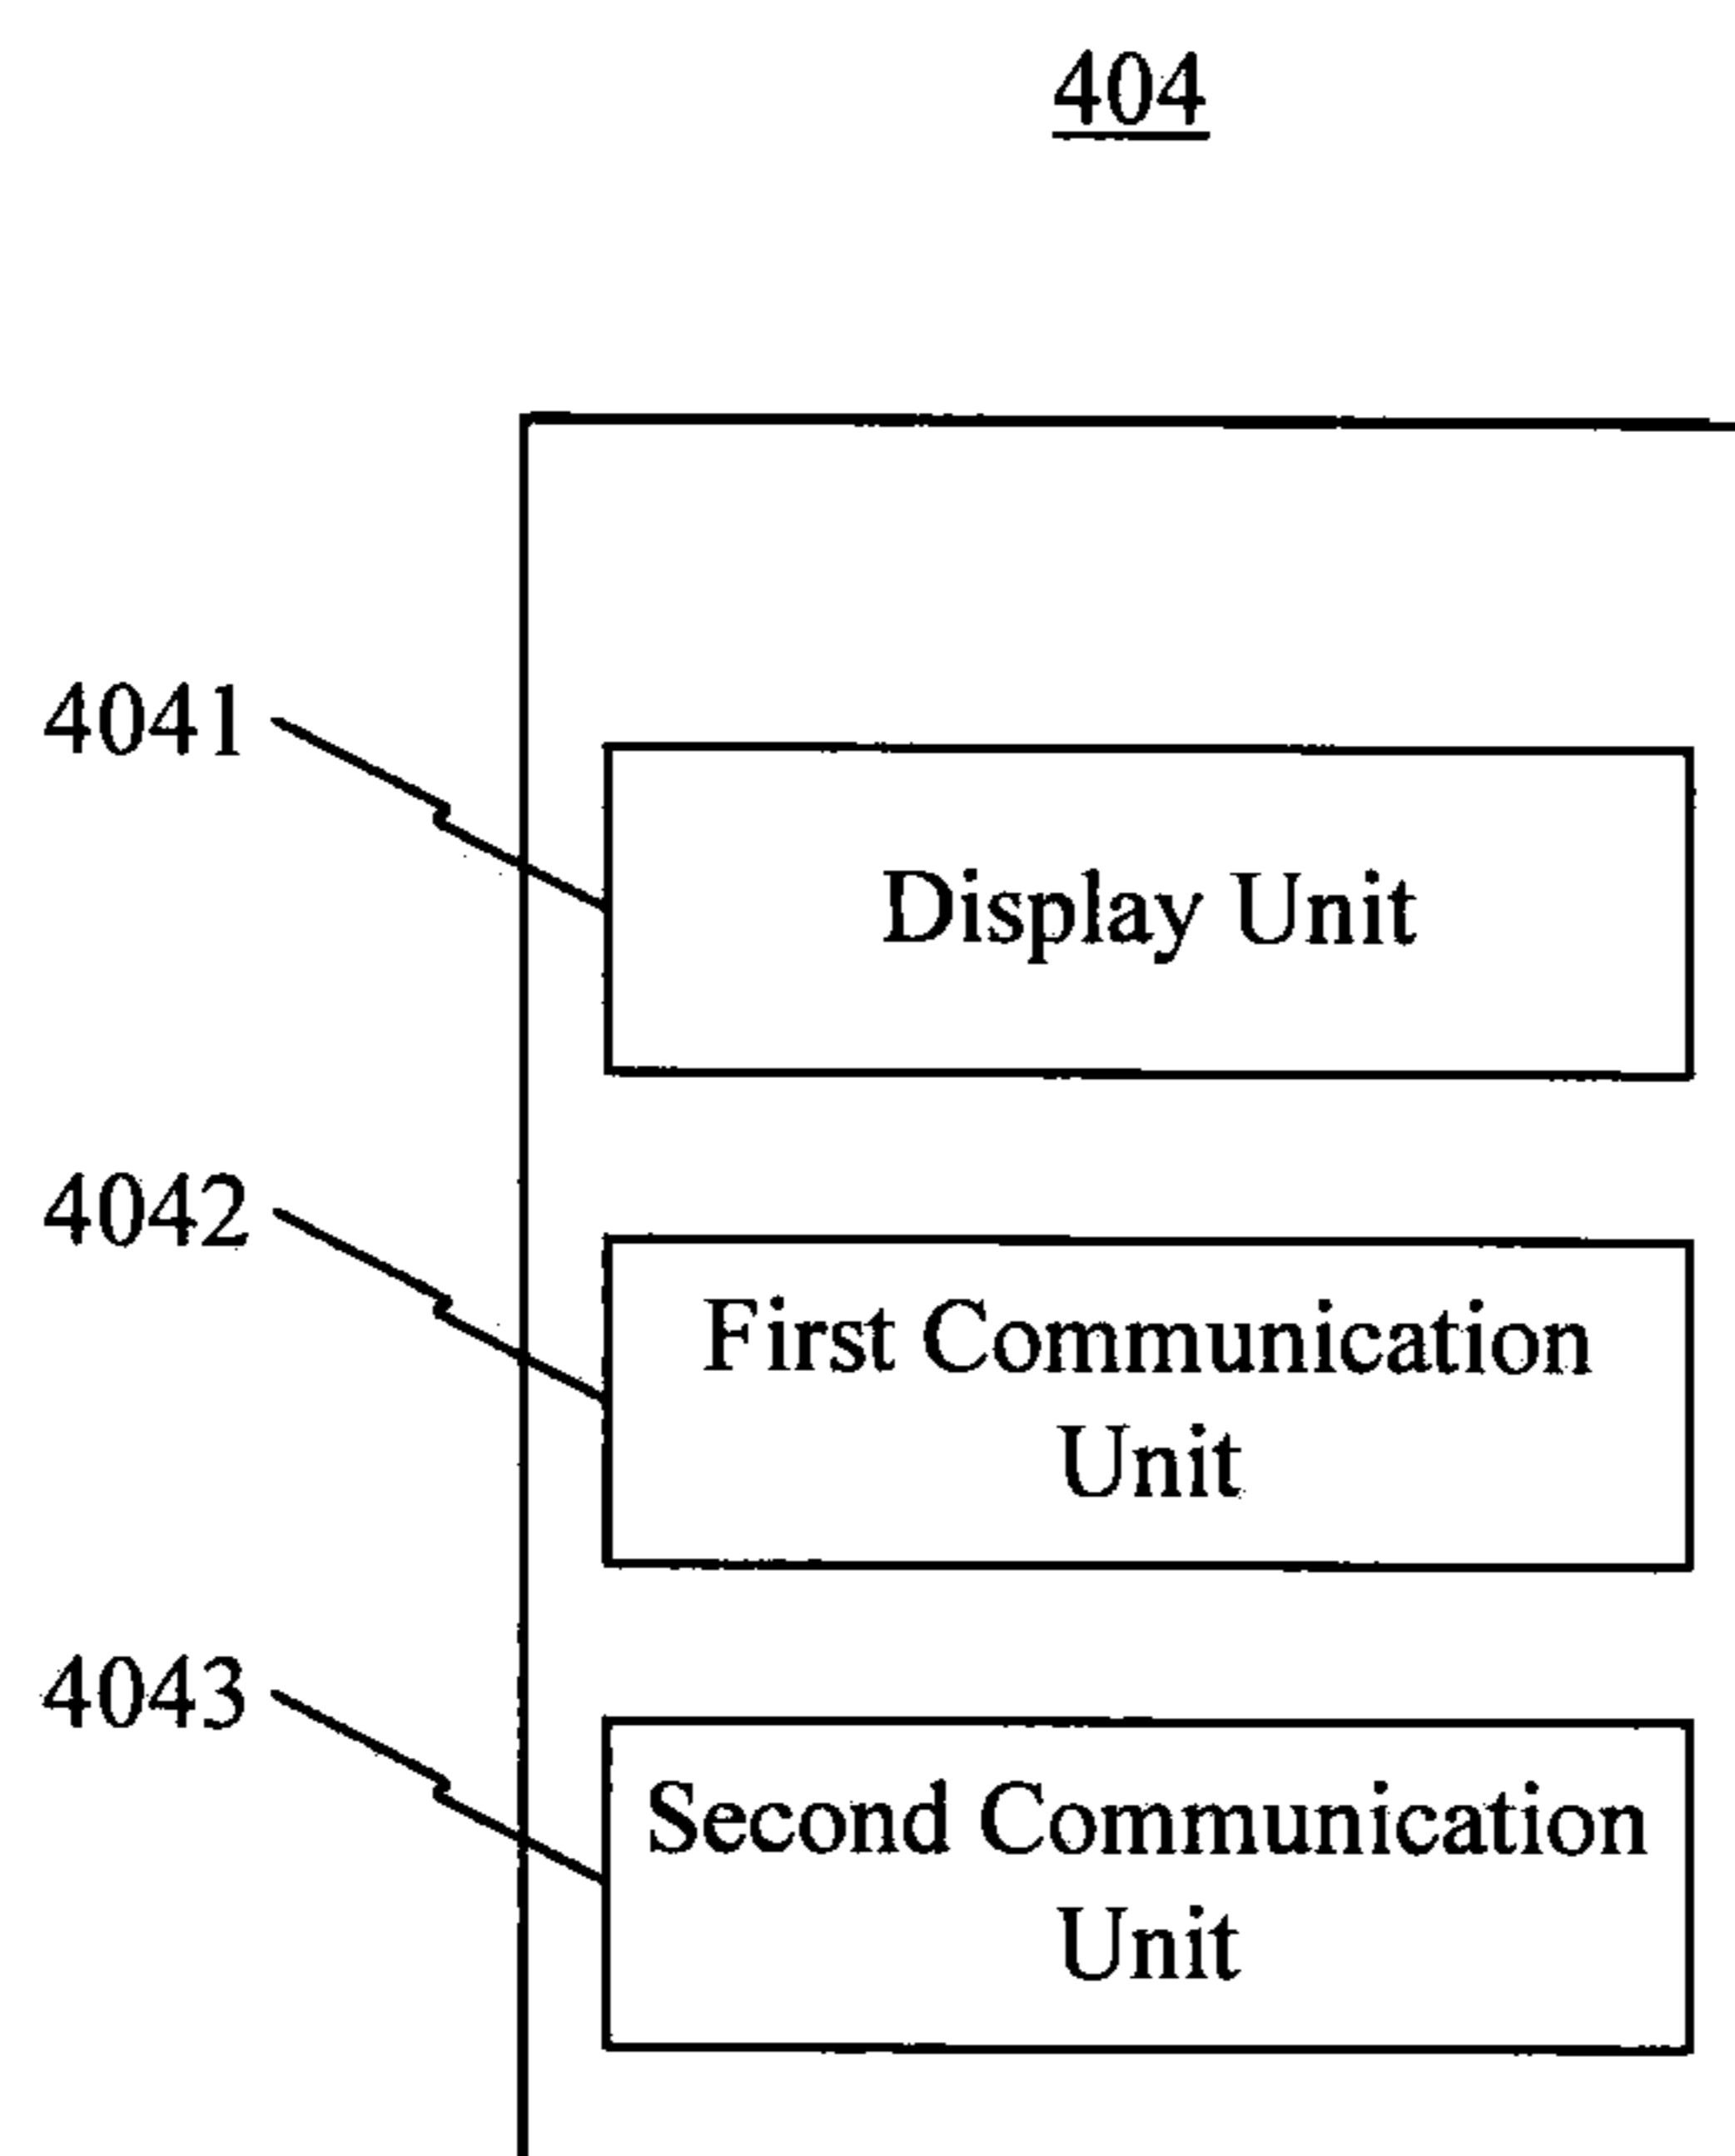 404
4041
Display Unit
4042
First Communication
Unit
4043
Second Communication
Unit